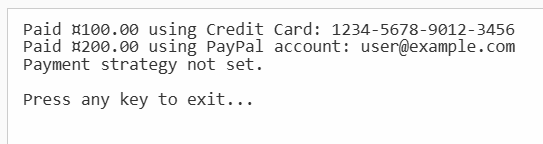 Paid ¤100.00 using Credit Card: 1234-5678-9012-3456
Paid ¤200.00 using PayPal account: user@example.com
Payment strategy not set.
Press any key to exit...